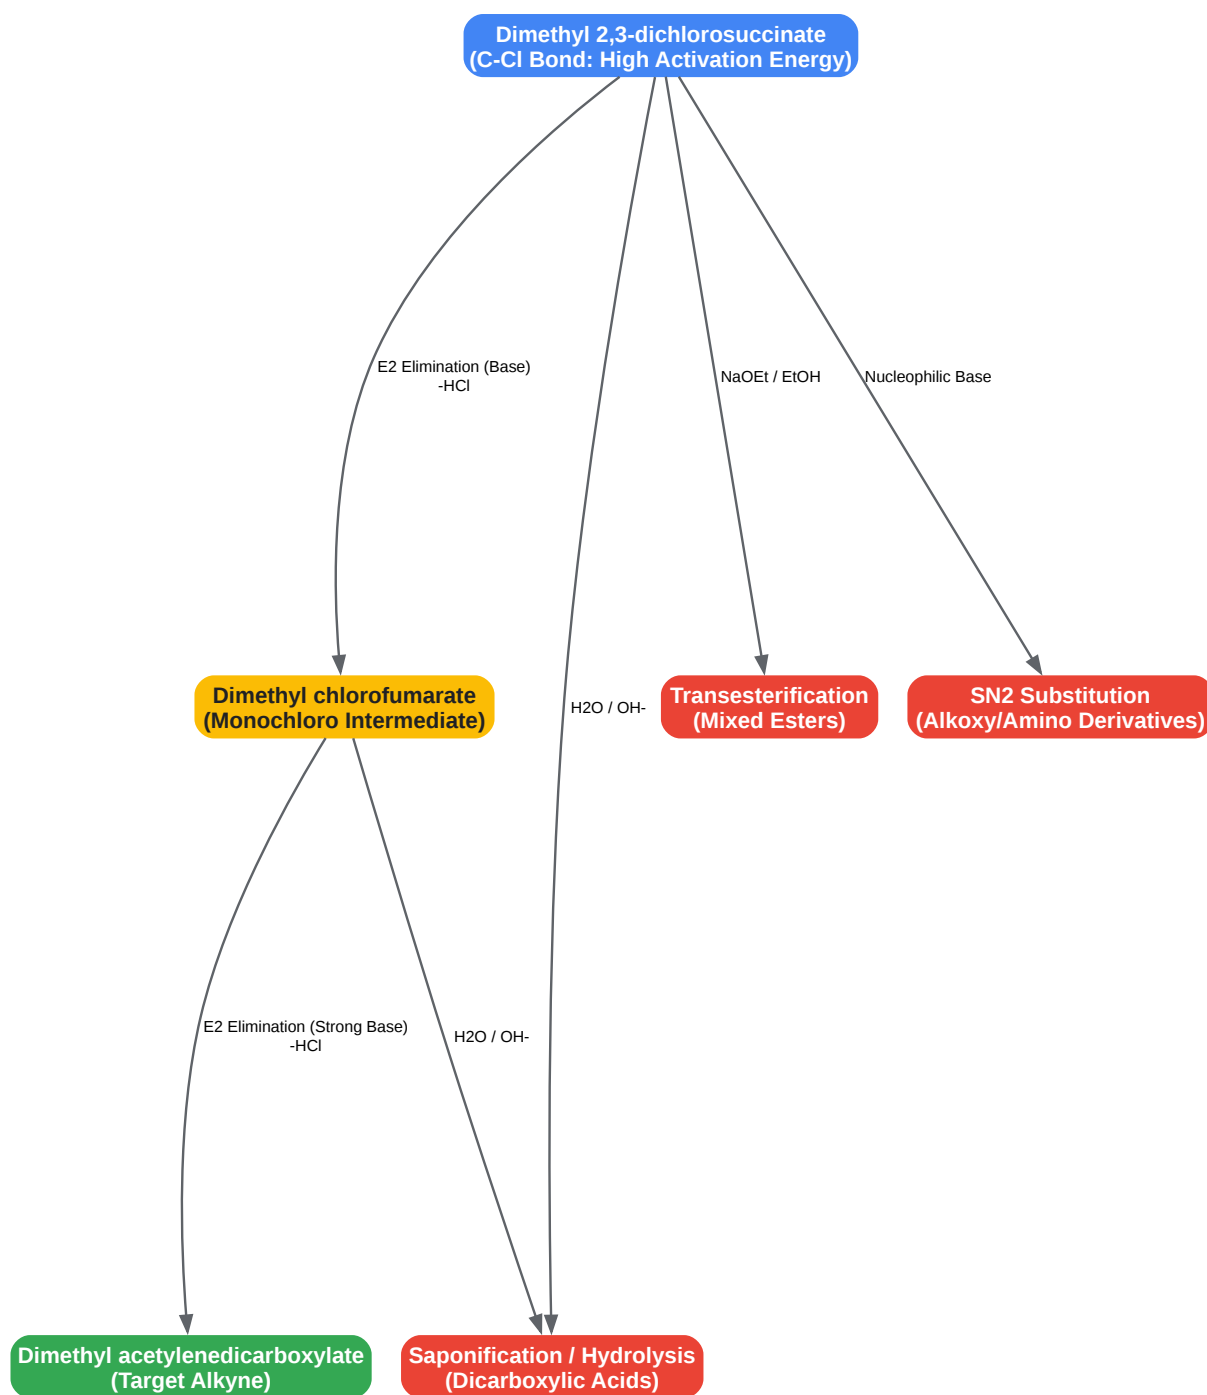 Dimethyl 2,3-dichlorosuccinate
(C-Cl Bond: High Activation Energy)
E2 Elimination (Base)
-HCl
NaOEt / EtOH
Nucleophilic Base
Dimethyl chlorofumarate
(Monochloro Intermediate)
H2O / OH-
Transesterification
(Mixed Esters)
SN2 Substitution
(Alkoxy/Amino Derivatives)
E2 Elimination (Strong Base)
-HCl
H2O / OH-
Dimethyl acetylenedicarboxylate
(Target Alkyne)
Saponification / Hydrolysis
(Dicarboxylic Acids)